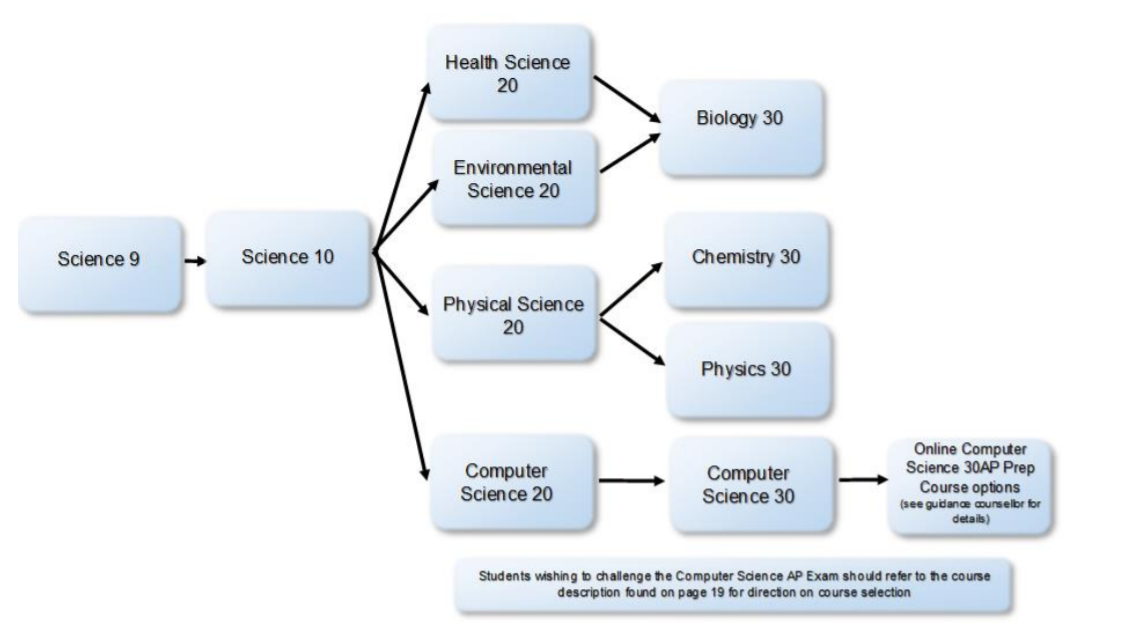 Health Science
20
Biology 30
Environmental
Science 20
Science 9
Science 10
Chemistry 30
Physical Science
20
Physics 30
Computer
Science 20
Computer
Science 30
Online Computer
Science 30AP Prep
Course options
(see guidance counsellor for
details)
Students wishing to challenge the Computer Science AP Exam should refer to the course
description found on page 19 for direction on course selection